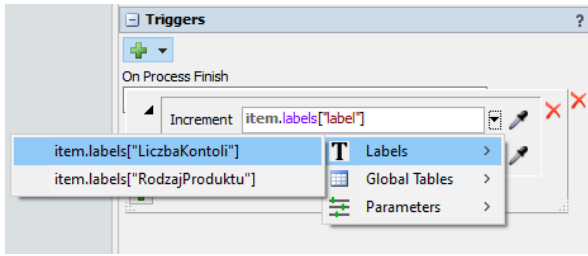 Triggers
?
On Process Finish
Increment item.labels["label"]
item.labels["LiczbaKontoli"]
item.labels["RodzajProduktu"]
T Labels >
Global Tables >
Parameters >